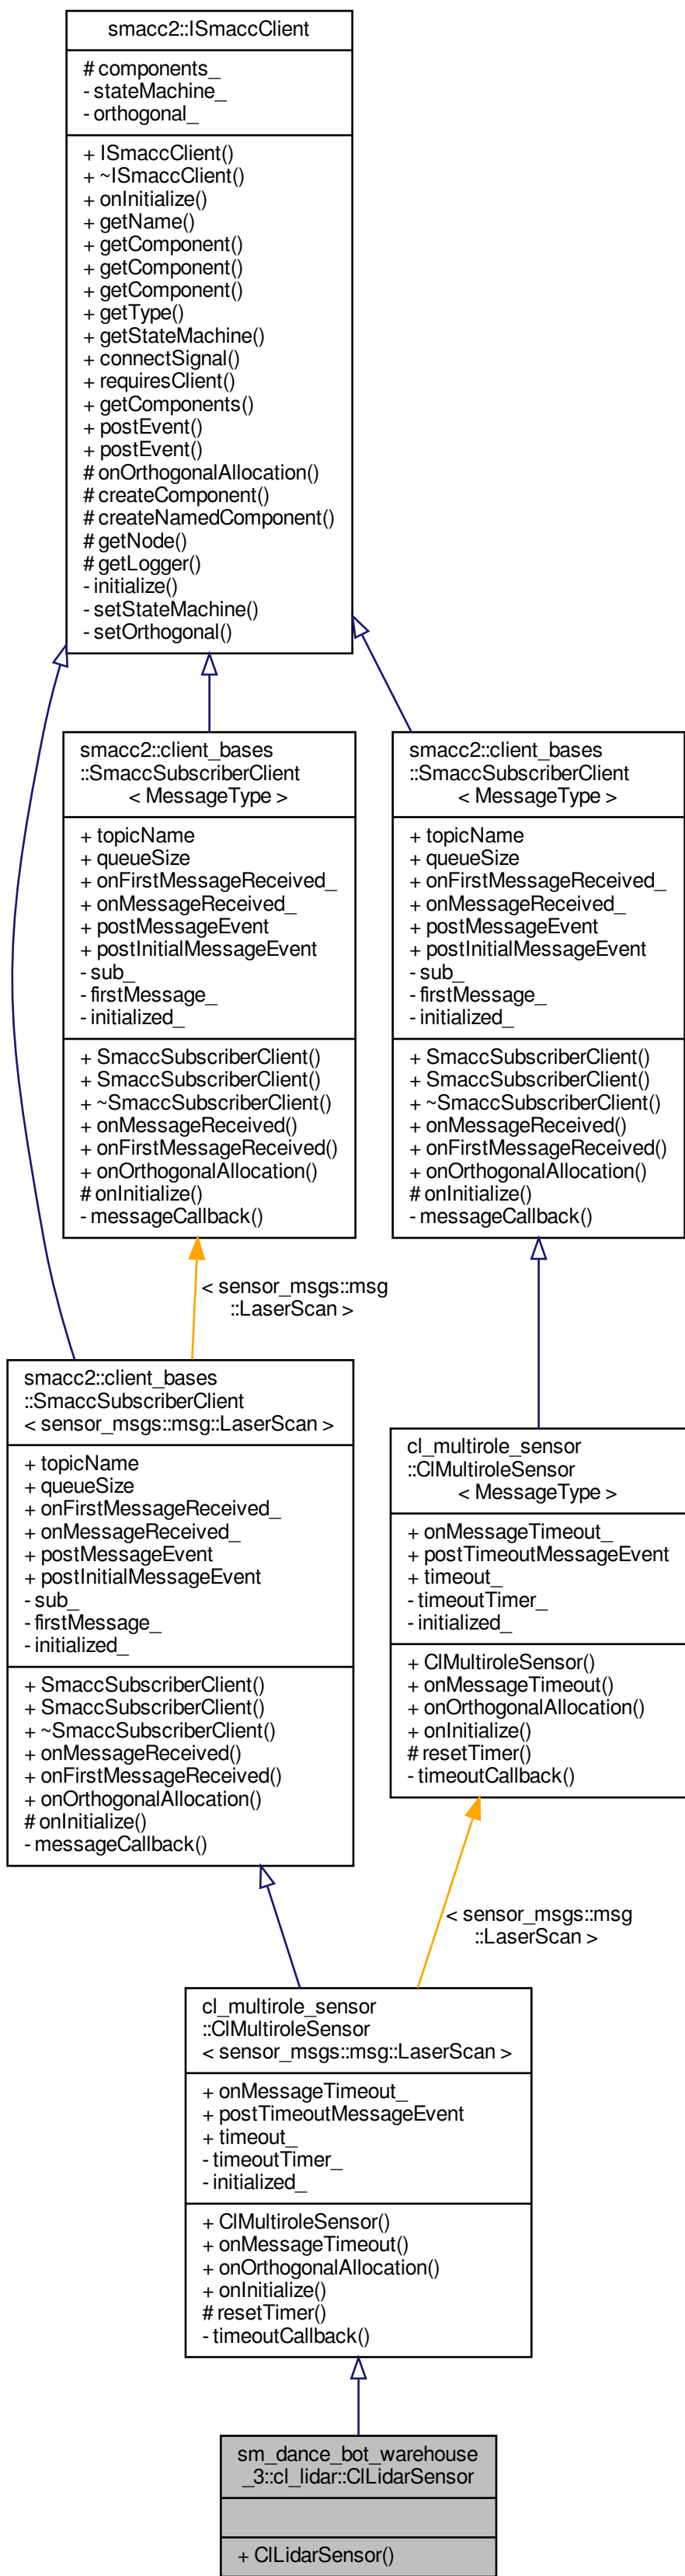 smacc2::ISmaccClient
# components_
- stateMachine_
- orthogonal_
+ ISmaccClient()
+ ~ISmaccClient()
+ onInitialize()
+ getName()
+ getComponent()
+ getComponent()
+ getComponent()
+ getType()
+ getStateMachine()
+ connectSignal()
+ requiresClient()
+ getComponents()
+ postEvent()
+ postEvent()
# onOrthogonalAllocation()
# createComponent()
# createNamedComponent()
# getNode()
# getLogger()
- initialize()
- setStateMachine()
- setOrthogonal()
smacc2::client_bases
::SmaccSubscriberClient
< MessageType >
+ topicName
+ queueSize
+ onFirstMessageReceived_
+ onMessageReceived_
+ postMessageEvent
+ postInitialMessageEvent
- sub_
- firstMessage_
- initialized_
+ SmaccSubscriberClient()
+ SmaccSubscriberClient()
+ ~SmaccSubscriberClient()
+ onMessageReceived()
+ onFirstMessageReceived()
+ onOrthogonalAllocation()
# onInitialize()
- messageCallback()
smacc2::client_bases
::SmaccSubscriberClient
< MessageType >
+ topicName
+ queueSize
+ onFirstMessageReceived_
+ onMessageReceived_
+ postMessageEvent
+ postInitialMessageEvent
- sub_
- firstMessage_
- initialized_
+ SmaccSubscriberClient()
+ SmaccSubscriberClient()
+ ~SmaccSubscriberClient()
+ onMessageReceived()
+ onFirstMessageReceived()
+ onOrthogonalAllocation()
# onInitialize()
- messageCallback()
< sensor_msgs::msg
::LaserScan >
smacc2::client_bases
::SmaccSubscriberClient
< sensor_msgs::msg::LaserScan >
+ topicName
+ queueSize
+ onFirstMessageReceived_
+ onMessageReceived_
+ postMessageEvent
+ postInitialMessageEvent
- sub_
- firstMessage_
- initialized_
+ SmaccSubscriberClient()
+ SmaccSubscriberClient()
+ ~SmaccSubscriberClient()
+ onMessageReceived()
+ onFirstMessageReceived()
+ onOrthogonalAllocation()
# onInitialize()
- messageCallback()
cl_multirole_sensor
::ClMultiroleSensor
< MessageType >
+ onMessageTimeout_
+ postTimeoutMessageEvent
+ timeout_
- timeoutTimer_
- initialized_
+ ClMultiroleSensor()
+ onMessageTimeout()
+ onOrthogonalAllocation()
+ onInitialize()
# resetTimer()
- timeoutCallback()
< sensor_msgs::msg
::LaserScan >
cl_multirole_sensor
::ClMultiroleSensor
< sensor_msgs::msg::LaserScan >
+ onMessageTimeout_
+ postTimeoutMessageEvent
+ timeout_
- timeoutTimer_
- initialized_
+ ClMultiroleSensor()
+ onMessageTimeout()
+ onOrthogonalAllocation()
+ onInitialize()
# resetTimer()
- timeoutCallback()
sm_dance_bot_warehouse
_3::cl_lidar::ClLidarSensor
+ ClLidarSensor()